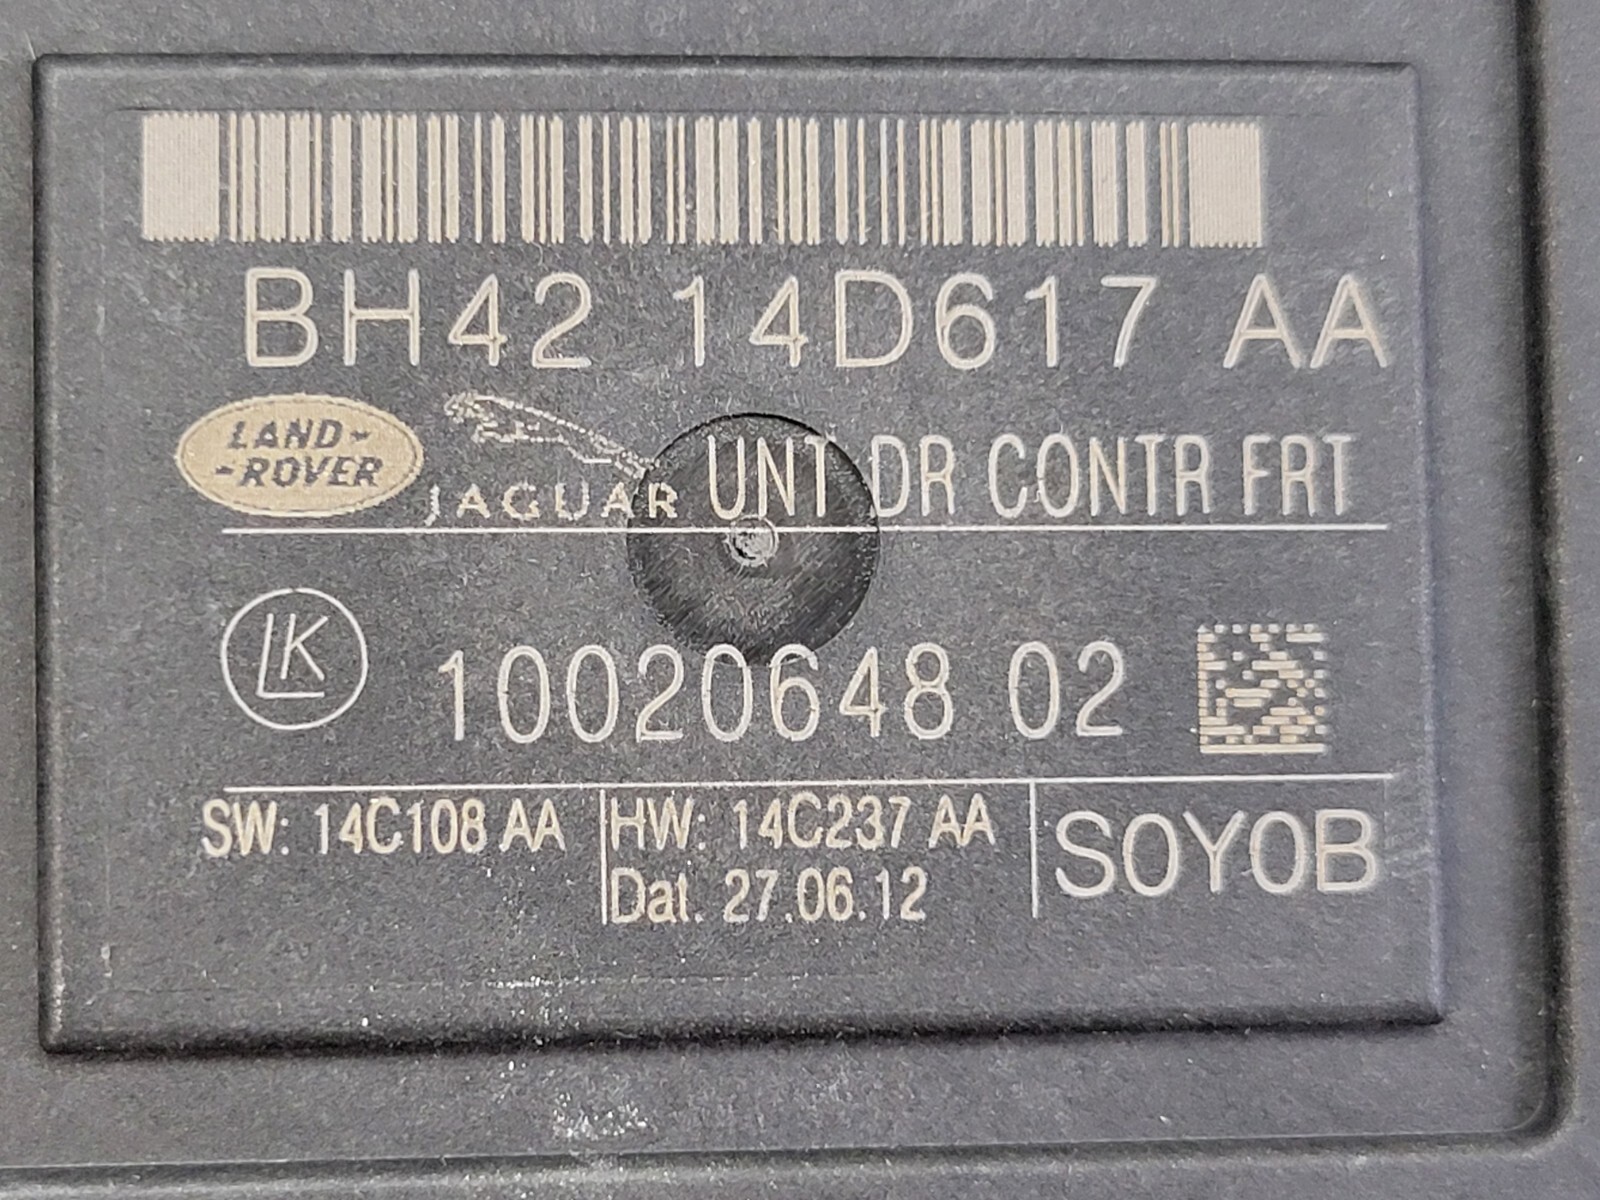 BH42 14D617 AA
LAND-
-ROVER
JAGUAR UNT DR CONTR FRT
LK
10020648 02
SW: 14C108 AA HW: 14C237 AA
Dat. 27.06.12
SOYOB